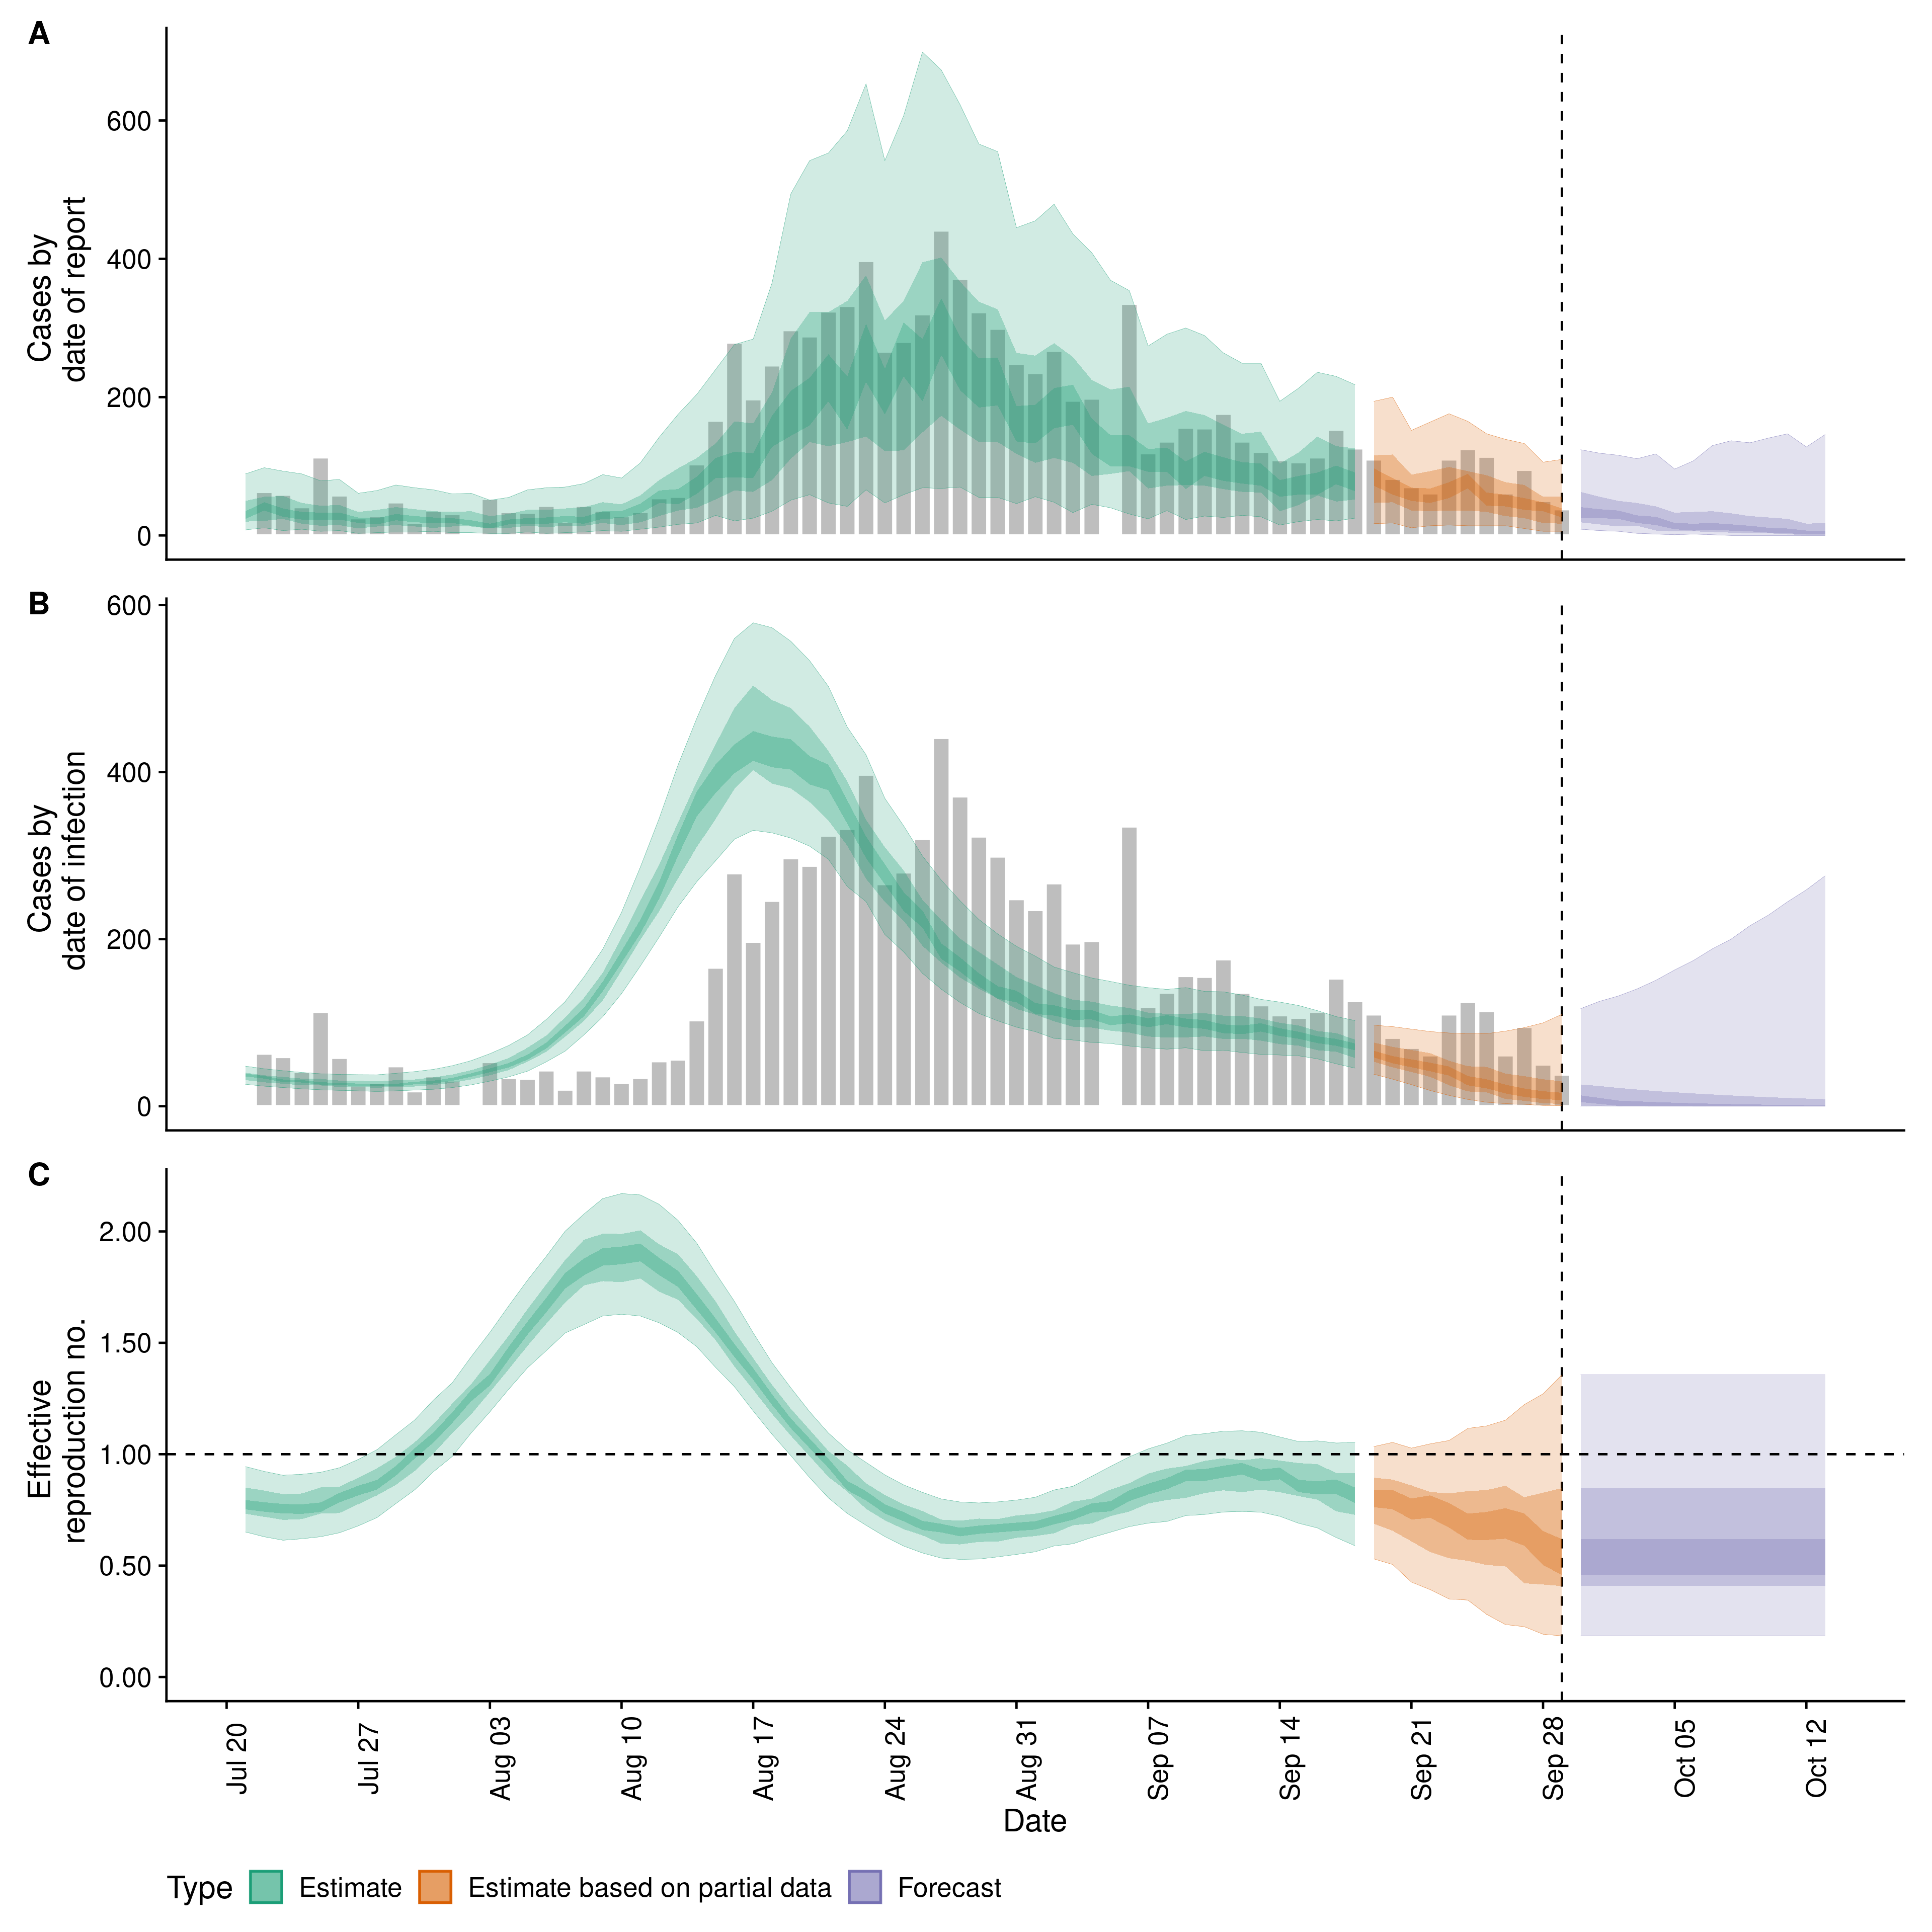 A
Cases by
date of report
600
400
200
0
B
Cases by
date of infection
600
400
200
0
C
Effective
reproduction no.
2.00
1.50
1.00
0.50
0.00
Jul 20
Jul 27
Aug 03
Aug 10
Aug 17
Aug 24
Aug 31
Sep 07
Sep 14
Sep 21
Sep 28
Oct 05
Oct 12
Date
Type Estimate Estimate based on partial data Forecast